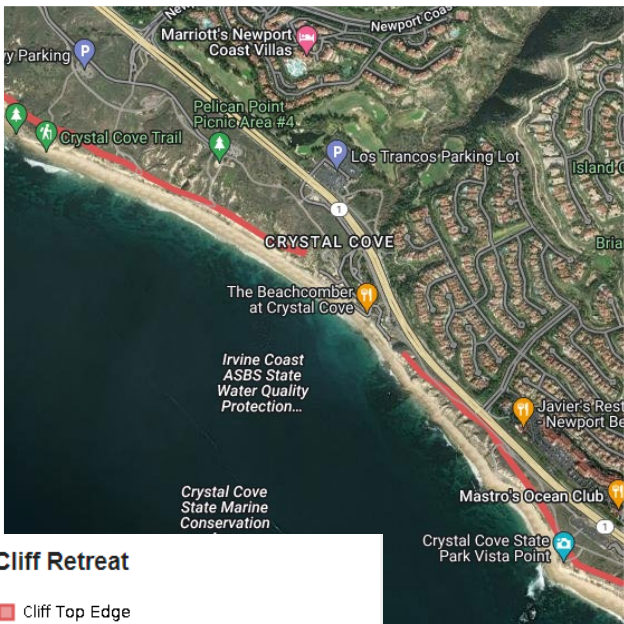 New
Newport Coas
Marriott's Newport
Coast Villas
vy Parking
P
Pelican Point
Picnic Area #4
Crystal Cove Trail
P
Los Trancos Parking Lot
Island C
1
CRYSTAL COVE
Bria
The Beachcomber
at Crystal Cove
Irvine Coast
ASBS State
Water Quality
Protection...
Javier's Rest
- Newport Be
Crystal Cove
State Marine
Conservation
Mastro's Ocean Club
1
Crystal Cove State
Park Vista Point
Cliff Retreat
Cliff Top Edge